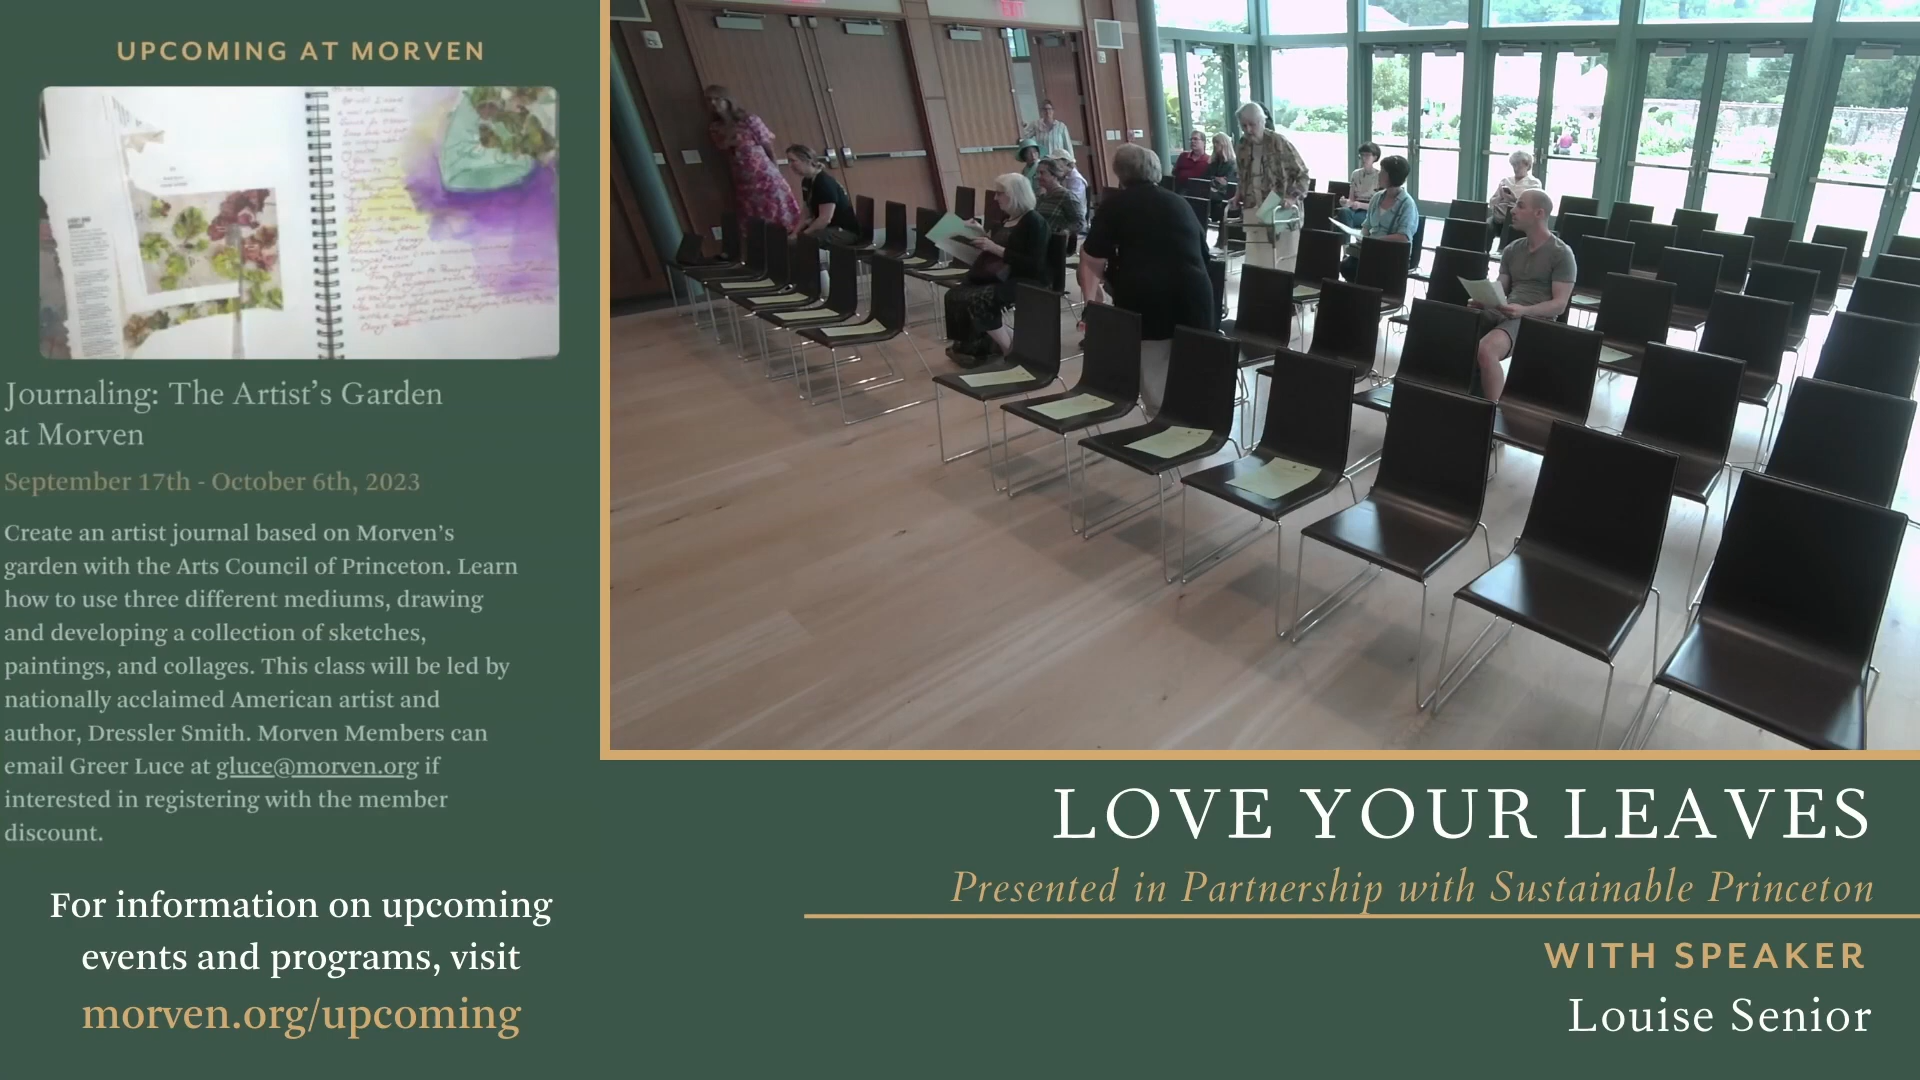 UPCOMING AT MORVEN
Journaling: The Artist's Garden
at Morven
September 17th - October 6th, 2023
Create an artist journal based on Morven's
garden with the Arts Council of Princeton. Learn
how to use three different mediums, drawing
and developing a collection of sketches,
paintings, and collages. This class will be led by
nationally acclaimed American artist and
author, Dressler Smith. Morven Members can
email Greer Luce at gluce@morven.org if
interested in registering with the member
discount.
For information on upcoming
events and programs, visit
morven.org/upcoming
LOVE YOUR LEAVES
Presented in Partnership with Sustainable Princeton
WITH SPEAKER
Louise Senior